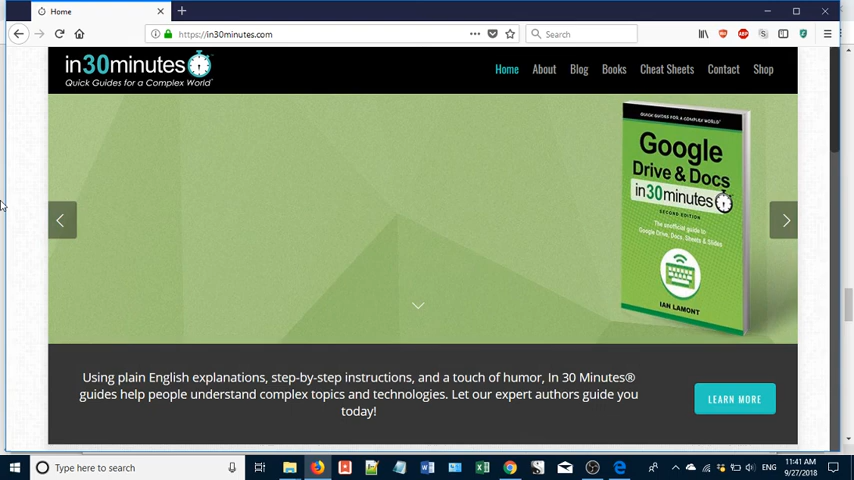 Home
https://in30minutes.com
Search
in30minutes
Quick Guides for a Complex World
Home About Blog Books Cheat Sheets Contact Shop
QUICK GUIDES FOR A COMPLEX WORLD
Google
Drive & Docs
in30minutes
SECOND EDITION
The unofficial guide to
Google Drive, Docs, Sheets & Slides
IAN LAMONT
Using plain English explanations, step-by-step instructions, and a touch of humor, In 30 Minutes®
guides help people understand complex topics and technologies. Let our expert authors guide you
today!
LEARN MORE
Type here to search
ENG
11:41 AM
9/27/2018